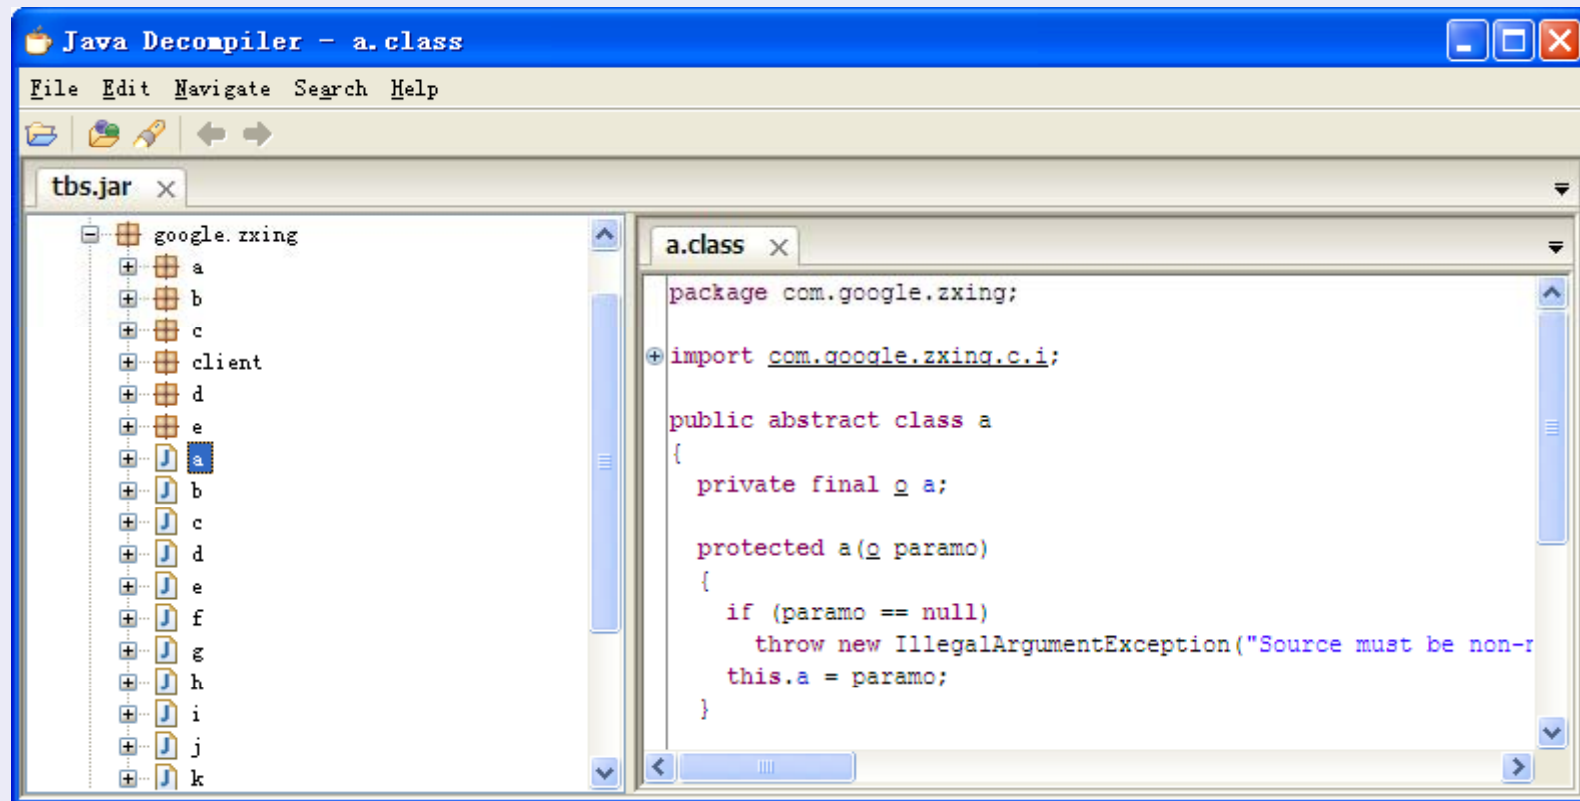 Java Decompiler - a.class
File Edit Navigate Search Help
tbs.jar
google.zxing
a
b
c
client
d
e
a
b
c
d
e
f
g
h
i
j
k
a.class
package com.google.zxing;
import com.google.zxing.c.i;
public abstract class a
{
private final o a;
protected a(o paramo)
{
if (paramo == null)
throw new IllegalArgumentException("Source must be non-
this.a = paramo;
}